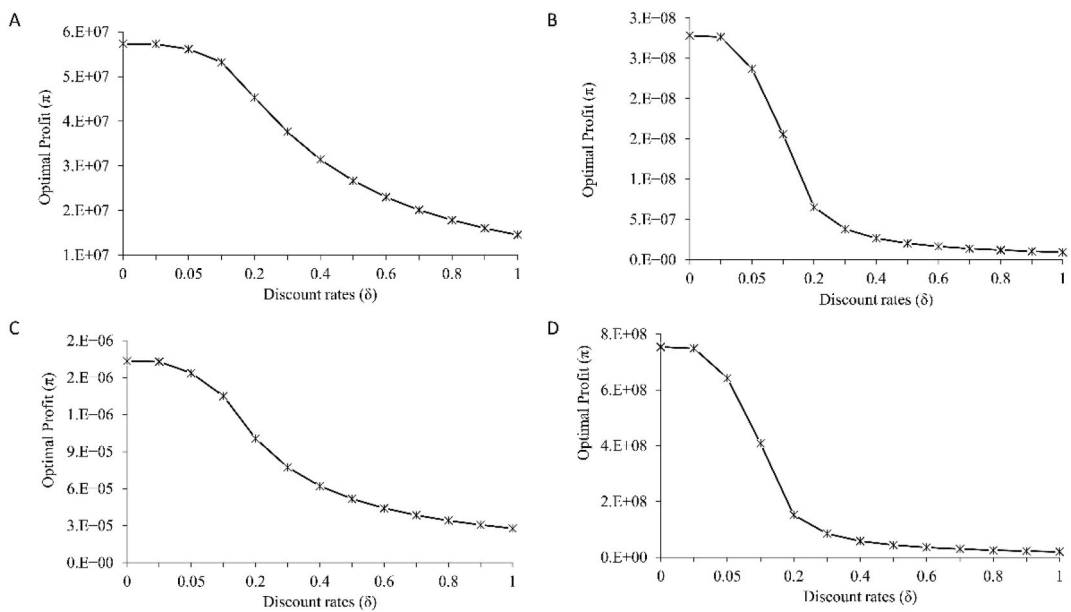 A
Optimal Profit (π)
6.E+07
5.E+07
4.E+07
3.E+07
2.E+07
1.E+07
0 0.05 0.2 0.4 0.6 0.8 1
Discount rates (δ)
B
Optimal Profit (π)
3.E−08
2.E−08
2.E−08
1.E−08
5.E−07
0.E−00
0 0.05 0.2 0.4 0.6 0.8 1
Discount rates (δ)
C
Optimal Profit (π)
2.E−06
2.E−06
1.E−06
9.E−05
6.E−05
3.E−05
0.E−00
0 0.05 0.2 0.4 0.6 0.8 1
Discount rates (δ)
D
Optimal Profit (π)
8.E+08
6.E+08
4.E+08
2.E+08
0.E+00
0 0.05 0.2 0.4 0.6 0.8 1
Discount rates (δ)